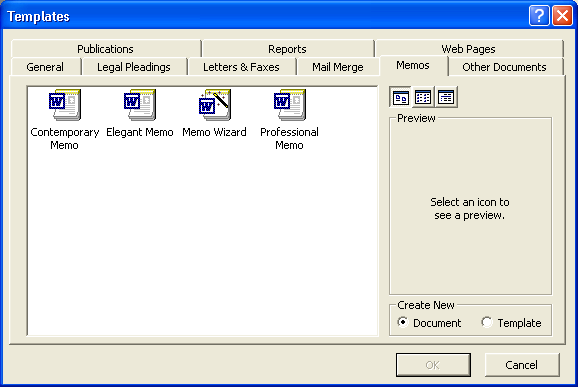 Templates
Publications Reports Web Pages
General Legal Pleadings Letters & Faxes Mail Merge Memos Other Documents
Contemporary Memo
Elegant Memo
Memo Wizard
Professional Memo
Preview
Select an icon to
see a preview.
Create New
Document Template
OK Cancel